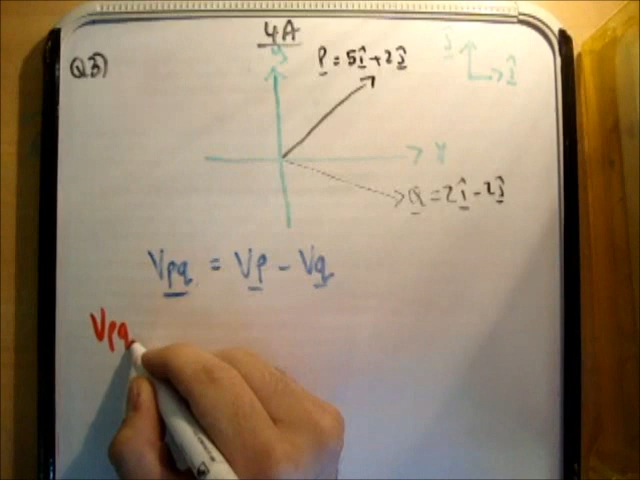 4A
Q3)
y
P = 5î + 2ĵ
ĵ
î
x
Q = 2î - 2ĵ
Vpq = Vp - Vq
Vpq